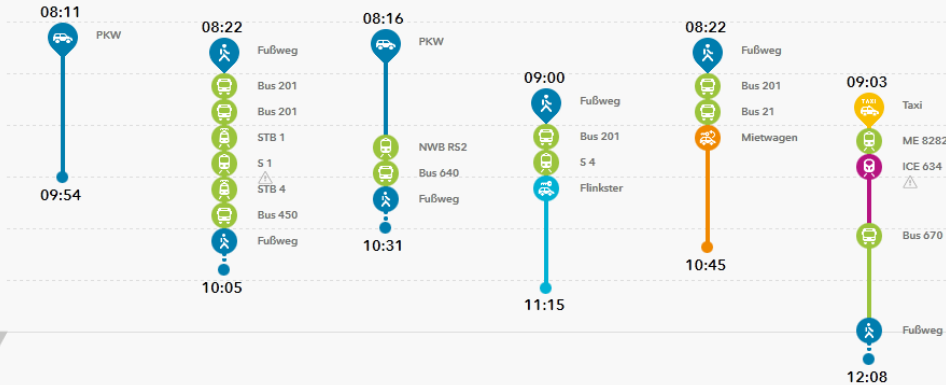 08:11
PKW
09:54
08:22
Fußweg
Bus 201
Bus 201
STB 1
S 1
STB 4
Bus 450
Fußweg
10:05
08:16
PKW
NWB RS2
Bus 640
Fußweg
10:31
09:00
Fußweg
Bus 201
S 4
Flinkster
11:15
08:22
Fußweg
Bus 201
Bus 21
Mietwagen
10:45
09:03
TAXI
Taxi
ME 8282
ICE 634
Bus 670
Fußweg
12:08